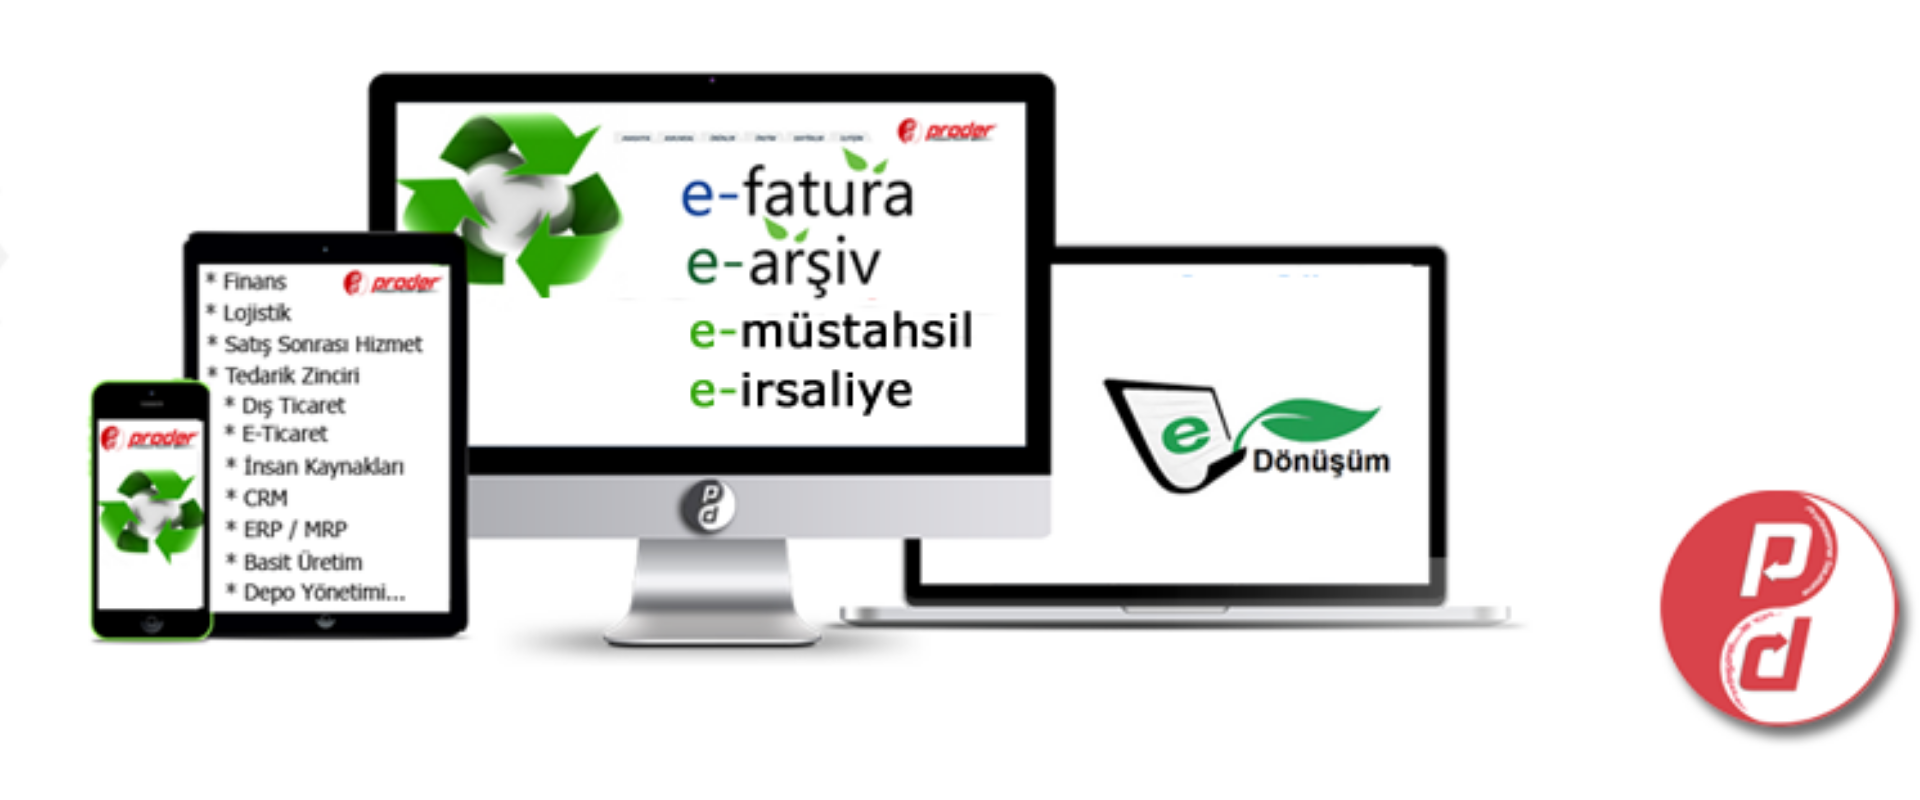 proder
e-fatura
e-arşiv
e-müstahsil
e-irsaliye
* Finans
proder
* Lojistik
* Satış Sonrası Hizmet
* Tedarik Zinciri
* Dış Ticaret
* E-Ticaret
* İnsan Kaynakları
* CRM
* ERP / MRP
* Basit Üretim
* Depo Yönetimi...
proder
e
Dönüşüm
p
d
p
d